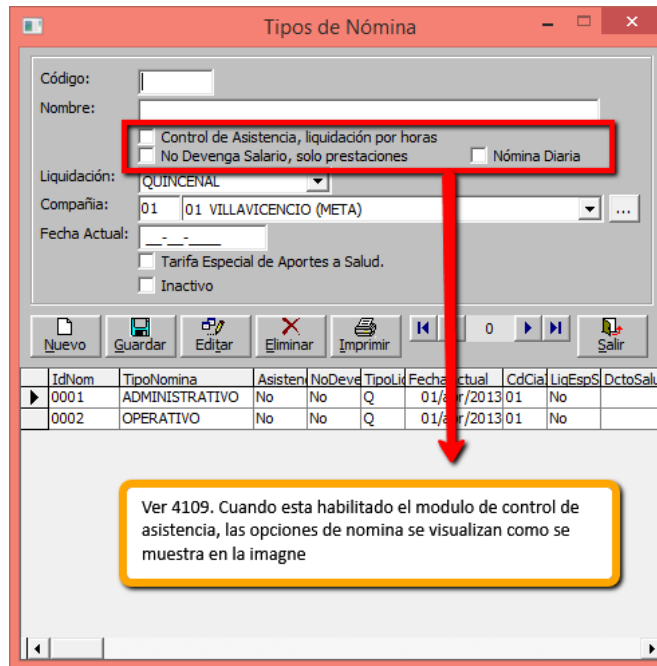 Tipos de Nómina
Código:
Nombre:
Control de Asistencia, liquidación por horas
No Devenga Salario, solo prestaciones Nómina Diaria
Liquidación: QUINCENAL
Compañia: 01 01 VILLAVICENCIO (META) ...
Fecha Actual: __-__-____
Tarifa Especial de Aportes a Salud.
Inactivo
Nuevo Guardar Editar Eliminar Imprimir 0 Salir
IdNom TipoNomina Asisten NoDeve TipoLi Fecha Actual CdCia LiqEspS DctoSalu
0001 ADMINISTRATIVO No No Q 01/abr/2013 01 No
0002 OPERATIVO No No Q 01/abr/2013 01 No
Ver 4109. Cuando esta habilitado el modulo de control de
asistencia, las opciones de nomina se visualizan como se
muestra en la imagne